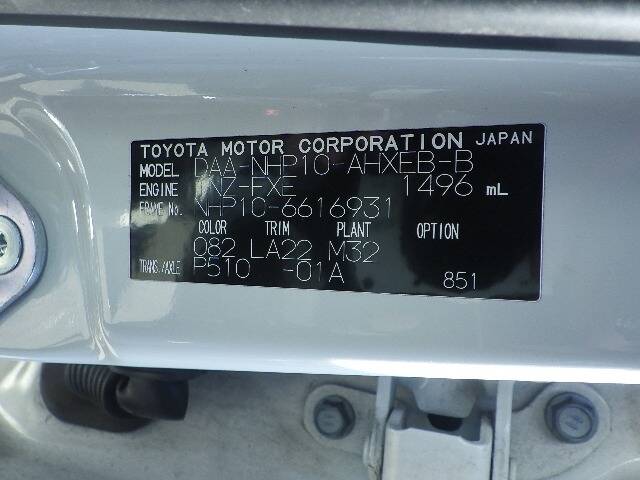 TOYOTA MOTOR CORPORATION JAPAN
MODEL DAA-NHP10-AHXEB-B
ENGINE 1NZ-FXE 1496 mL
FRAME No. NHP10-6616931
COLOR TRIM PLANT OPTION
082 LA22 M32
TRANS./AXLE P510 -01A
851